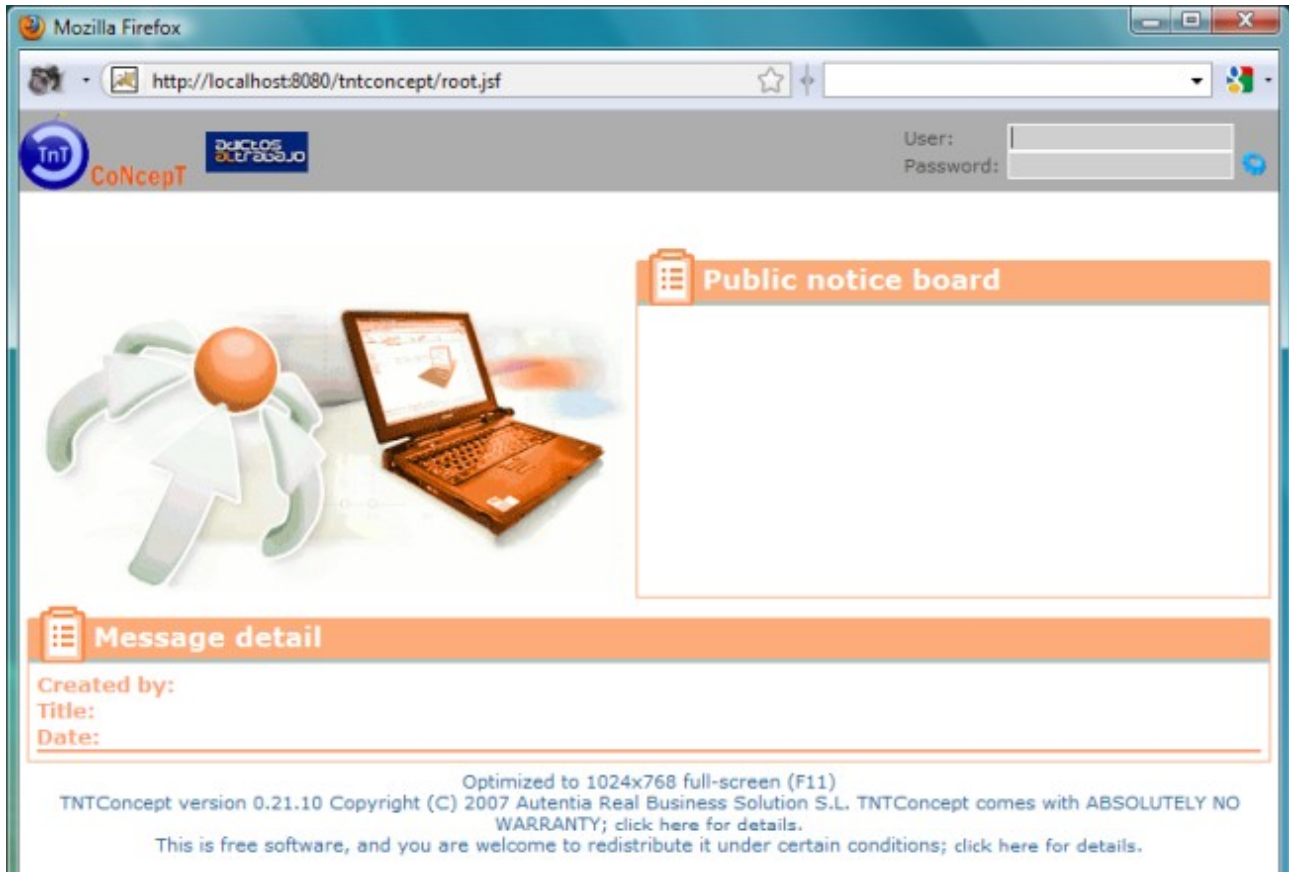 Mozilla Firefox
http://localhost:8080/tntconcept/root.jsf
TnT
CoNcepT
User:
Password:
Public notice board
Message detail
Created by:
Title:
Date:
Optimized to 1024x768 full-screen (F11)
TNTConcept version 0.21.10 Copyright (C) 2007 Autentia Real Business Solution S.L. TNTConcept comes with ABSOLUTELY NO
WARRANTY; click here for details.
This is free software, and you are welcome to redistribute it under certain conditions; click here for details.